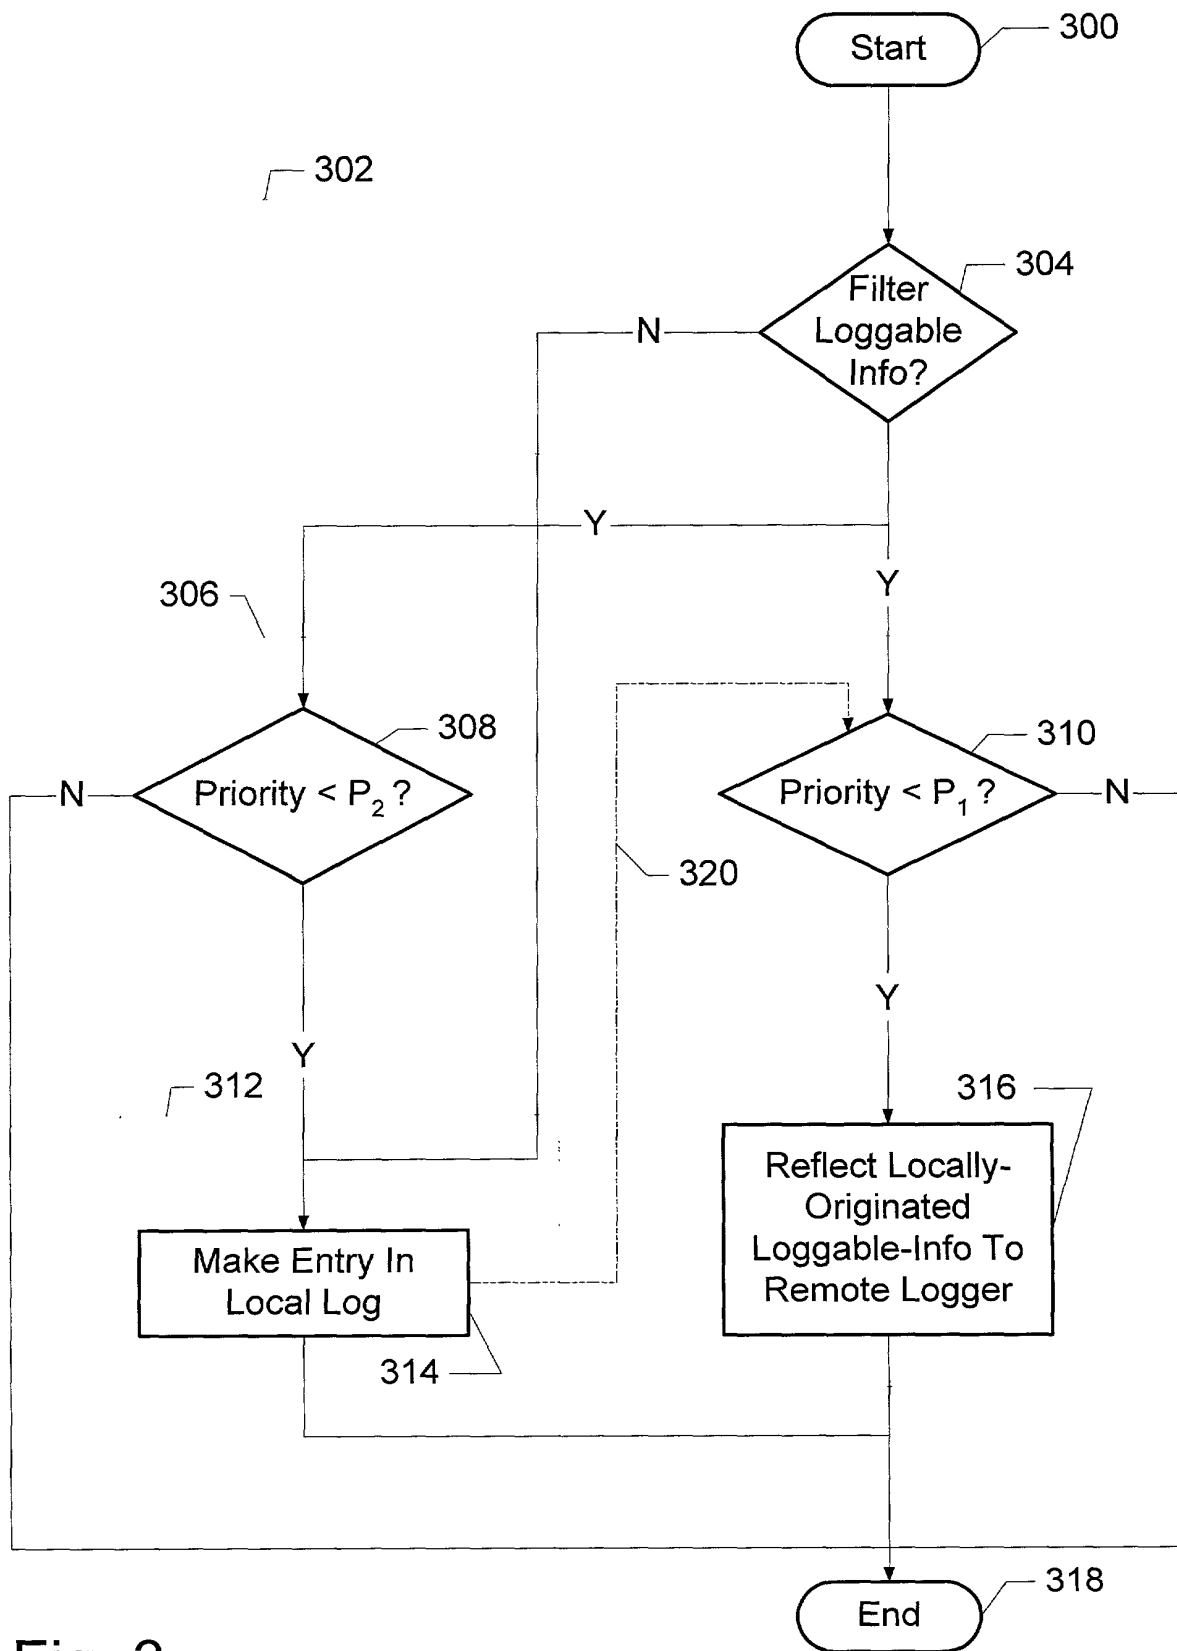 Start
300
302
304
Filter
Loggable
Info?
N
Y
Y
306
308
310
Priority < P₂ ?
N
Priority < P₁ ?
N
320
Y
Y
312
316
Reflect Locally-
Originated
Loggable-Info To
Remote Logger
Make Entry In
Local Log
314
318
End